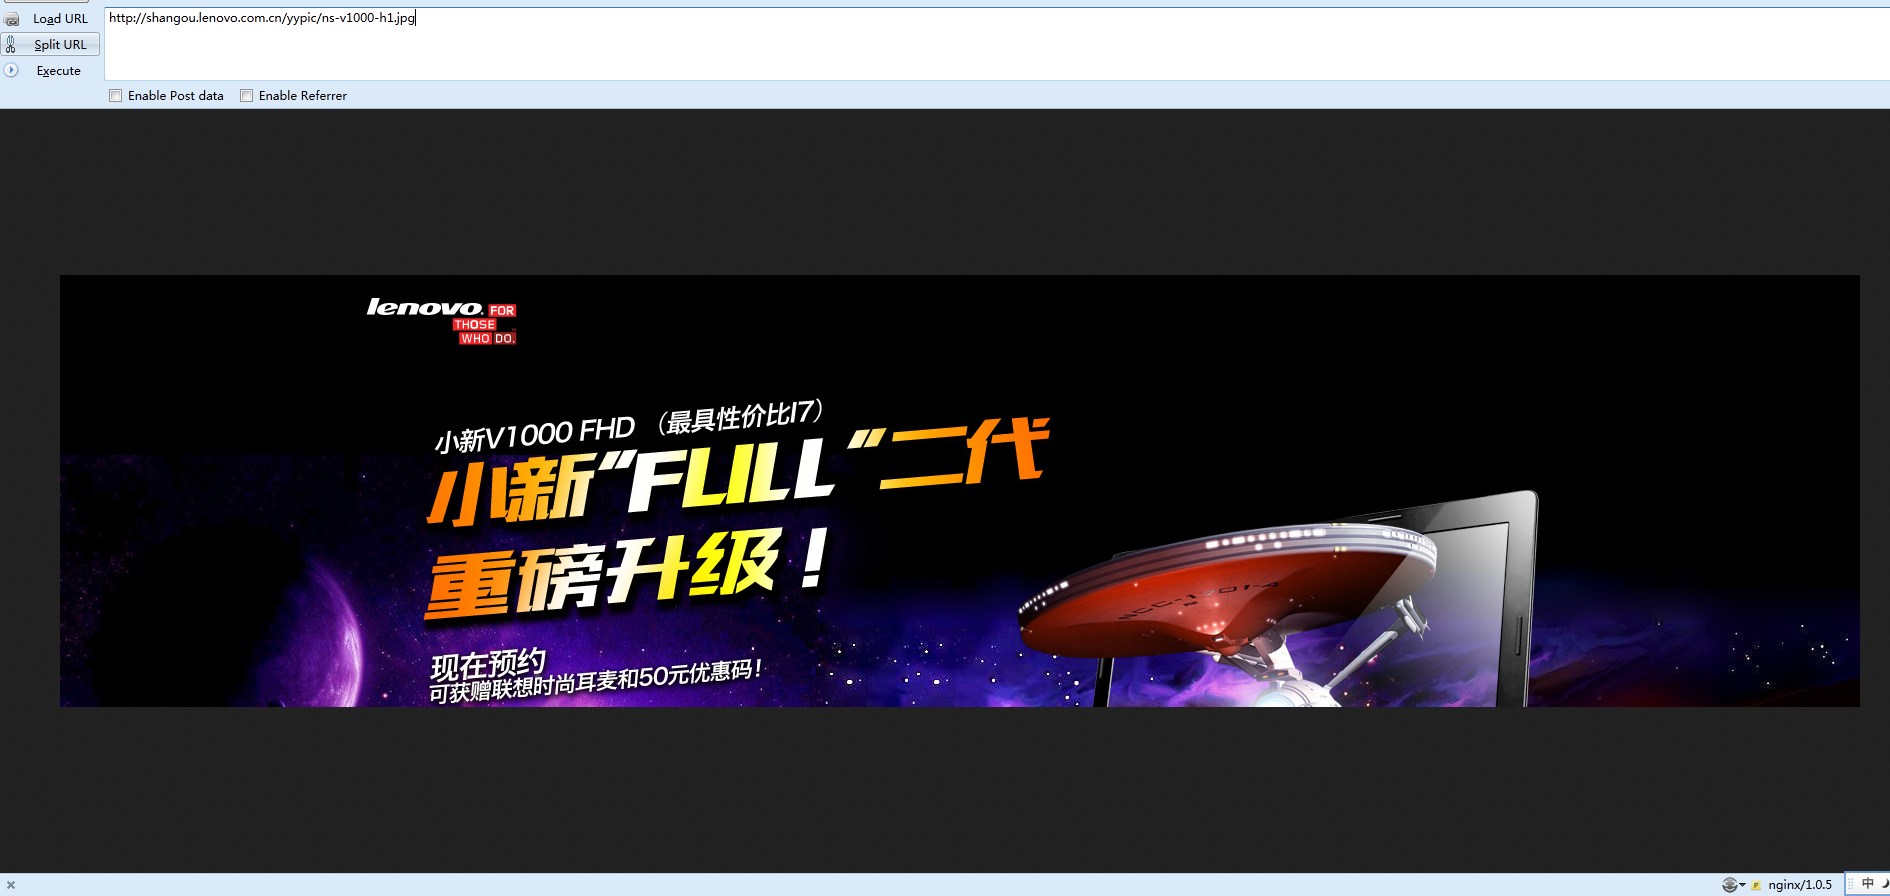 Load URL
http://shangou.lenovo.com.cn/yypic/ns-v1000-h1.jpg
Split URL
Execute
Enable Post data
Enable Referrer
lenovo FOR
THOSE
WHO DO.
小新V1000 FHD （最具性价比I7）
小新“FULL“二代
重磅升级！
NCC-1701-A
现在预约
可获赠联想时尚耳麦和50元优惠码！
nginx/1.0.5
中